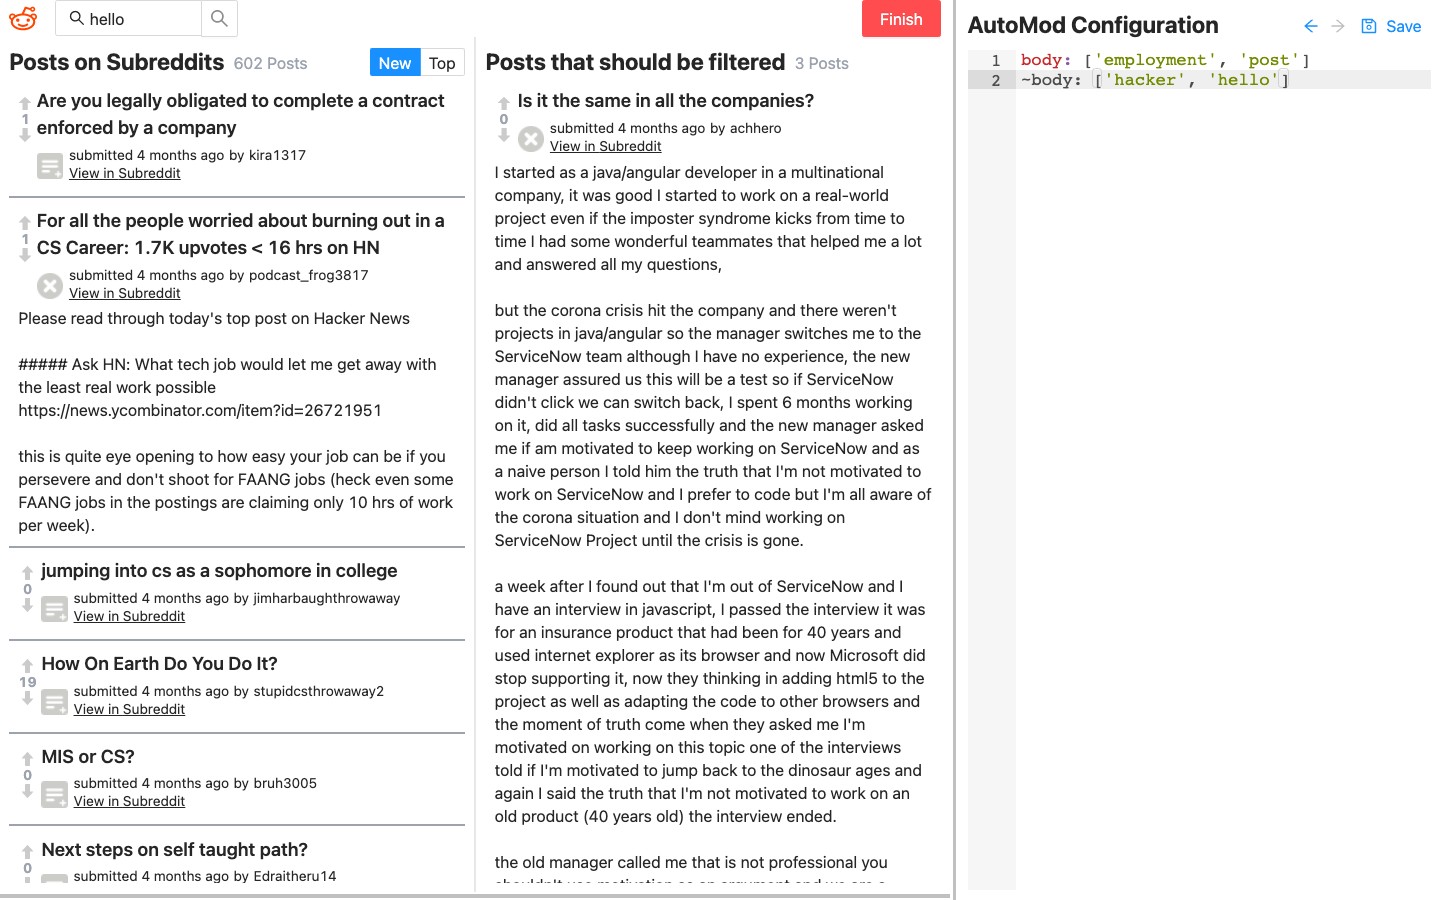 hello
Finish
Posts on Subreddits 602 Posts
New Top
Are you legally obligated to complete a contract
enforced by a company
1
submitted 4 months ago by kira1317
View in Subreddit
For all the people worried about burning out in a
CS Career: 1.7K upvotes < 16 hrs on HN
1
submitted 4 months ago by podcast_frog3817
View in Subreddit
Please read through today's top post on Hacker News
##### Ask HN: What tech job would let me get away with
the least real work possible
https://news.ycombinator.com/item?id=26721951
this is quite eye opening to how easy your job can be if you
persevere and don't shoot for FAANG jobs (heck even some
FAANG jobs in the postings are claiming only 10 hrs of work
per week).
jumping into cs as a sophomore in college
0
submitted 4 months ago by jimharbaughthrowaway
View in Subreddit
How On Earth Do You Do It?
19
submitted 4 months ago by stupidcsthrowaway2
View in Subreddit
MIS or CS?
0
submitted 4 months ago by bruh3005
View in Subreddit
Next steps on self taught path?
0
submitted 4 months ago by Edraitheru14
Posts that should be filtered 3 Posts
Is it the same in all the companies?
0
submitted 4 months ago by achhero
View in Subreddit
I started as a java/angular developer in a multinational
company, it was good I started to work on a real-world
project even if the imposter syndrome kicks from time to
time I had some wonderful teammates that helped me a lot
and answered all my questions,
but the corona crisis hit the company and there weren't
projects in java/angular so the manager switches me to the
ServiceNow team although I have no experience, the new
manager assured us this will be a test so if ServiceNow
didn't click we can switch back, I spent 6 months working
on it, did all tasks successfully and the new manager asked
me if am motivated to keep working on ServiceNow and as
a naive person I told him the truth that I'm not motivated to
work on ServiceNow and I prefer to code but I'm all aware of
the corona situation and I don't mind working on
ServiceNow Project until the crisis is gone.
a week after I found out that I'm out of ServiceNow and I
have an interview in javascript, I passed the interview it was
for an insurance product that had been for 40 years and
used internet explorer as its browser and now Microsoft did
stop supporting it, now they thinking in adding html5 to the
project as well as adapting the code to other browsers and
the moment of truth come when they asked me I'm
motivated on working on this topic one of the interviews
told if I'm motivated to jump back to the dinosaur ages and
again I said the truth that I'm not motivated to work on an
old product (40 years old) the interview ended.
the old manager called me that is not professional you
AutoMod Configuration
Save
1 body: ['employment', 'post']
2 ~body: ['hacker', 'hello']